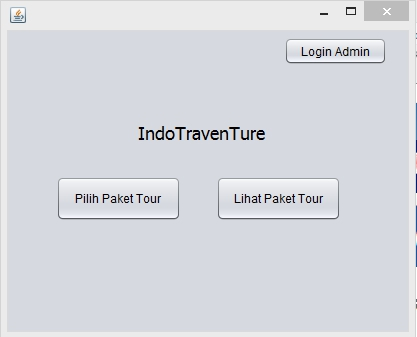 Login Admin
IndoTravenTure
Pilih Paket Tour
Lihat Paket Tour